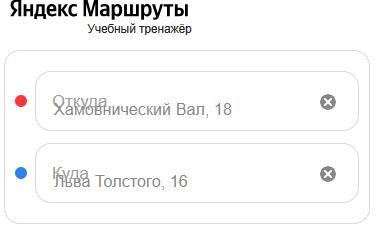 Яндекс Маршруты
Учебный тренажёр
Откуда
Хамовнический Вал, 18
Куда
Льва Толстого, 16